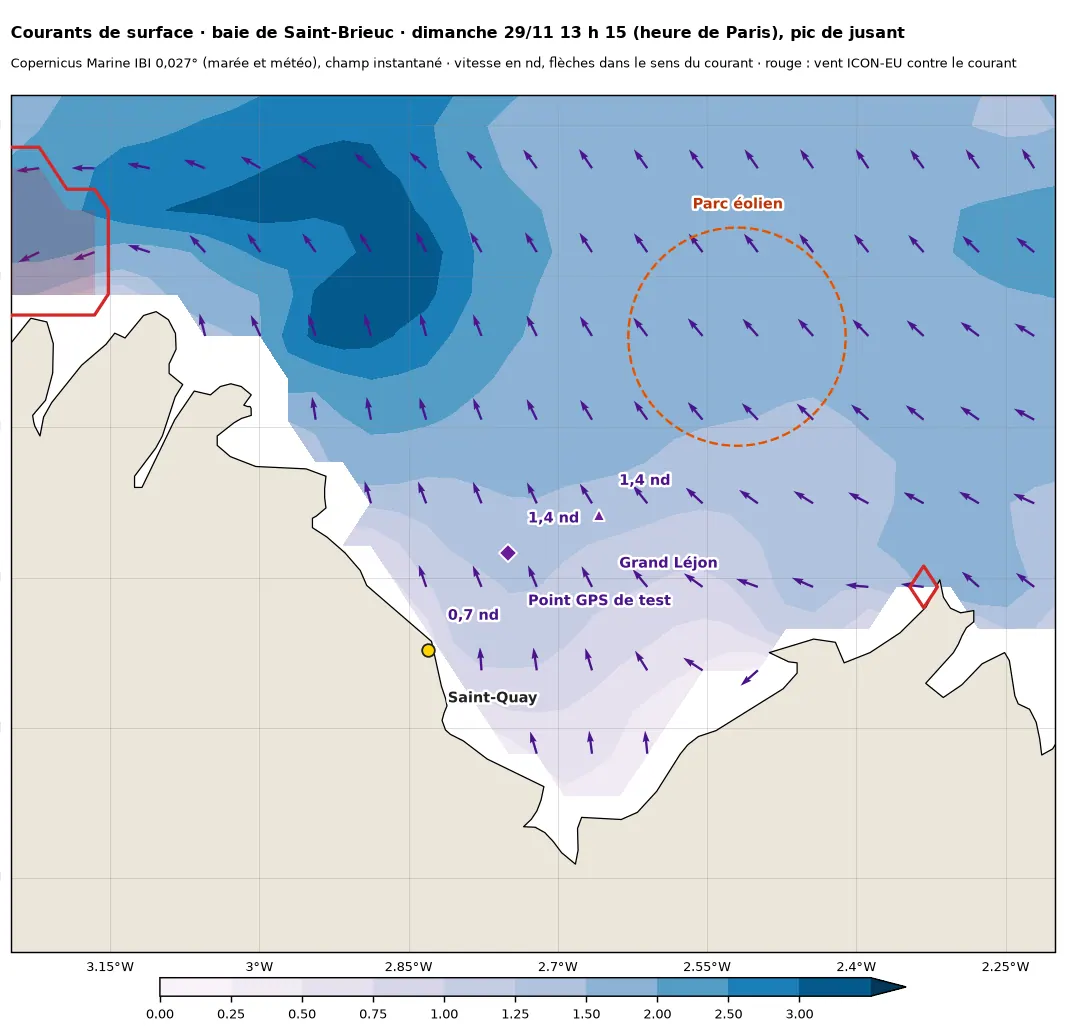 Courants de surface · baie de Saint-Brieuc · dimanche 29/11 13 h 15 (heure de Paris), pic de jusant
Copernicus Marine IBI 0,027° (marée et météo), champ instantané · vitesse en nd, flèches dans le sens du courant · rouge : vent ICON-EU contre le courant
Parc éolien
1,4 nd
1,4 nd
Grand Léjon
Point GPS de test
0,7 nd
Saint-Quay
3.15°W 3°W 2.85°W 2.7°W 2.55°W 2.4°W 2.25°W
0.00 0.25 0.50 0.75 1.00 1.25 1.50 2.00 2.50 3.00